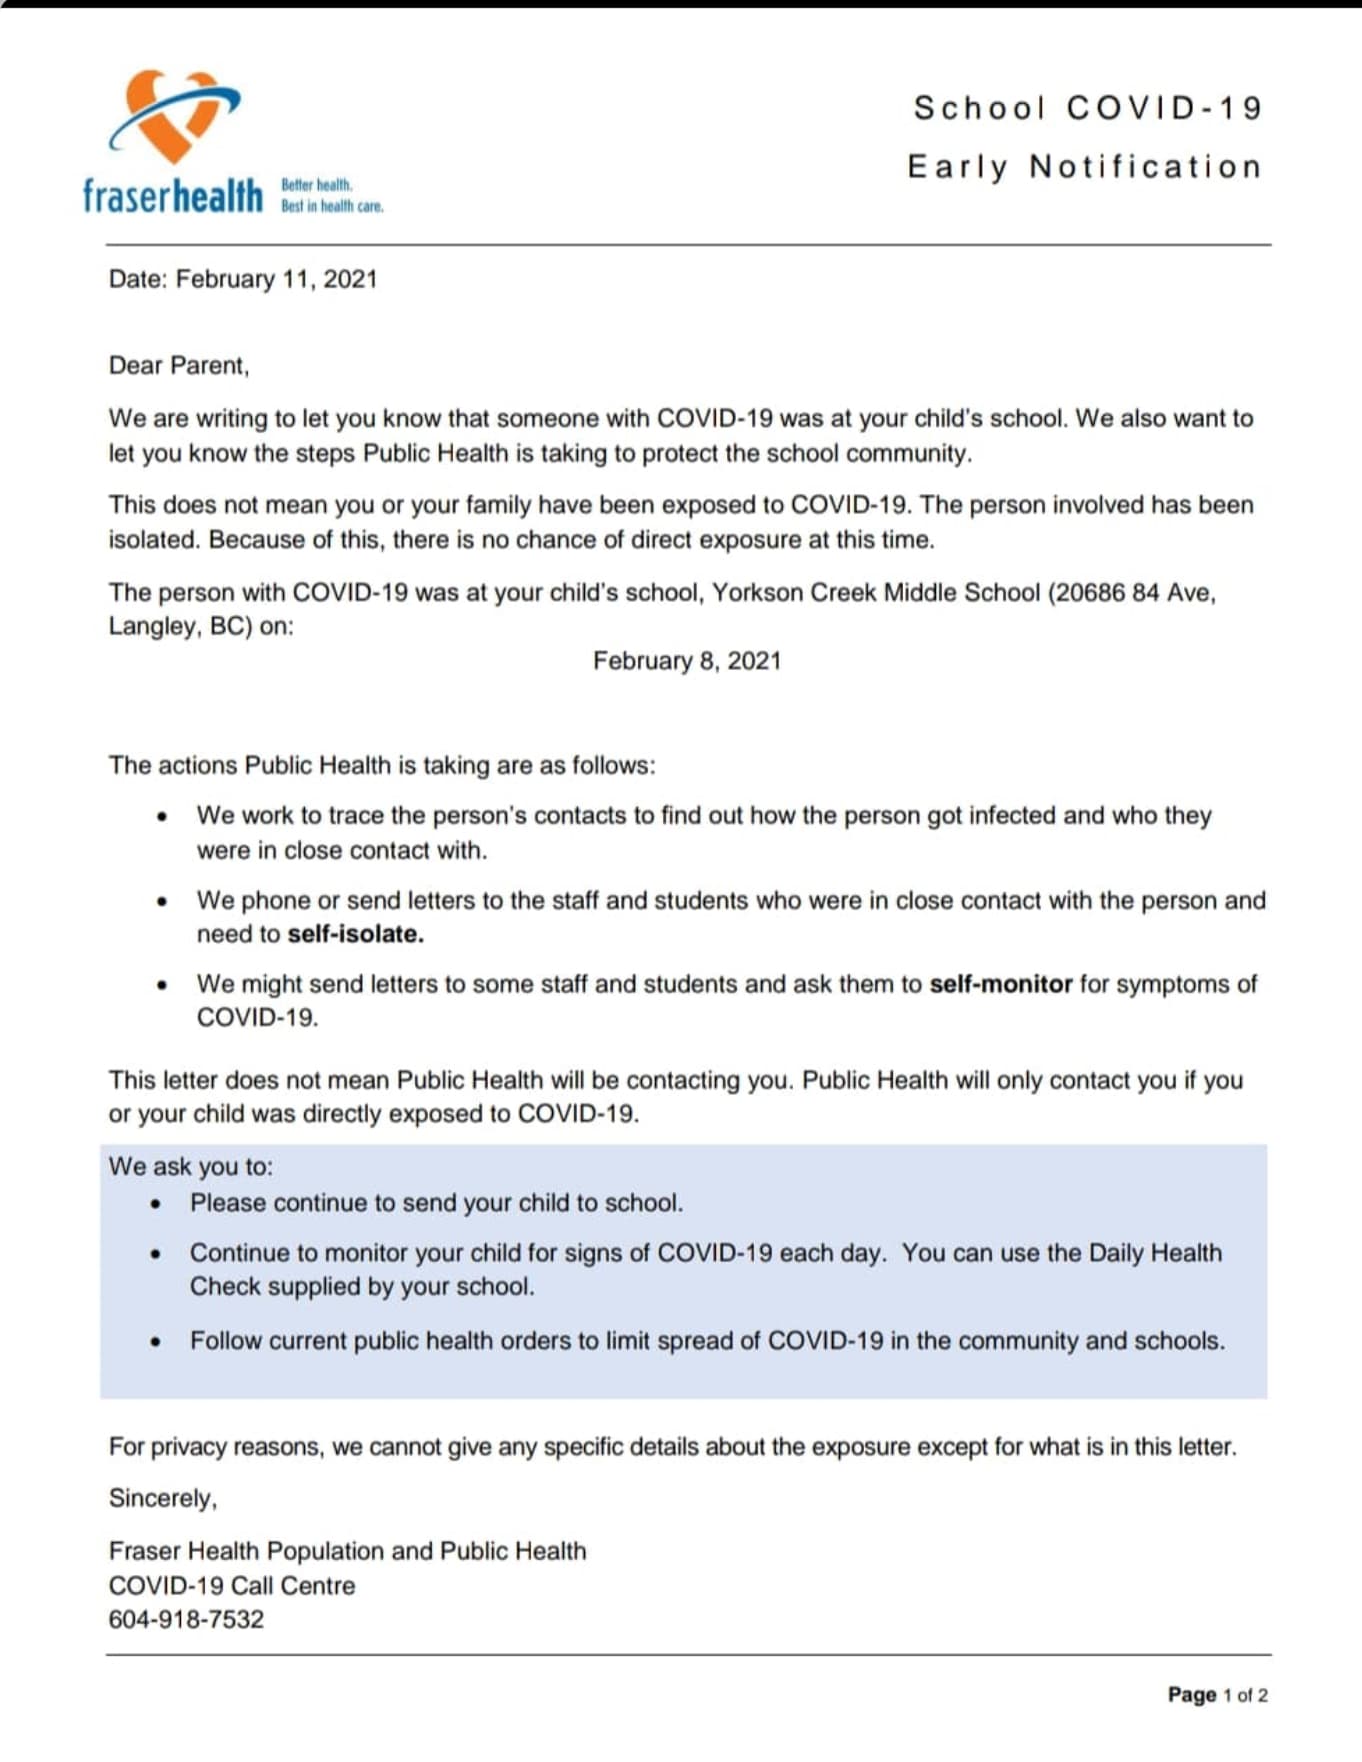 School COVID-19
Early Notification
fraserhealth
Better health.
Best in health care.
Date: February 11, 2021
Dear Parent,
We are writing to let you know that someone with COVID-19 was at your child's school. We also want to
let you know the steps Public Health is taking to protect the school community.
This does not mean you or your family have been exposed to COVID-19. The person involved has been
isolated. Because of this, there is no chance of direct exposure at this time.
The person with COVID-19 was at your child's school, Yorkson Creek Middle School (20686 84 Ave,
Langley, BC) on:
February 8, 2021
The actions Public Health is taking are as follows:
• We work to trace the person's contacts to find out how the person got infected and who they
were in close contact with.
• We phone or send letters to the staff and students who were in close contact with the person and
need to self-isolate.
• We might send letters to some staff and students and ask them to self-monitor for symptoms of
COVID-19.
This letter does not mean Public Health will be contacting you. Public Health will only contact you if you
or your child was directly exposed to COVID-19.
We ask you to:
• Please continue to send your child to school.
• Continue to monitor your child for signs of COVID-19 each day. You can use the Daily Health
Check supplied by your school.
• Follow current public health orders to limit spread of COVID-19 in the community and schools.
For privacy reasons, we cannot give any specific details about the exposure except for what is in this letter.
Sincerely,
Fraser Health Population and Public Health
COVID-19 Call Centre
604-918-7532
Page 1 of 2